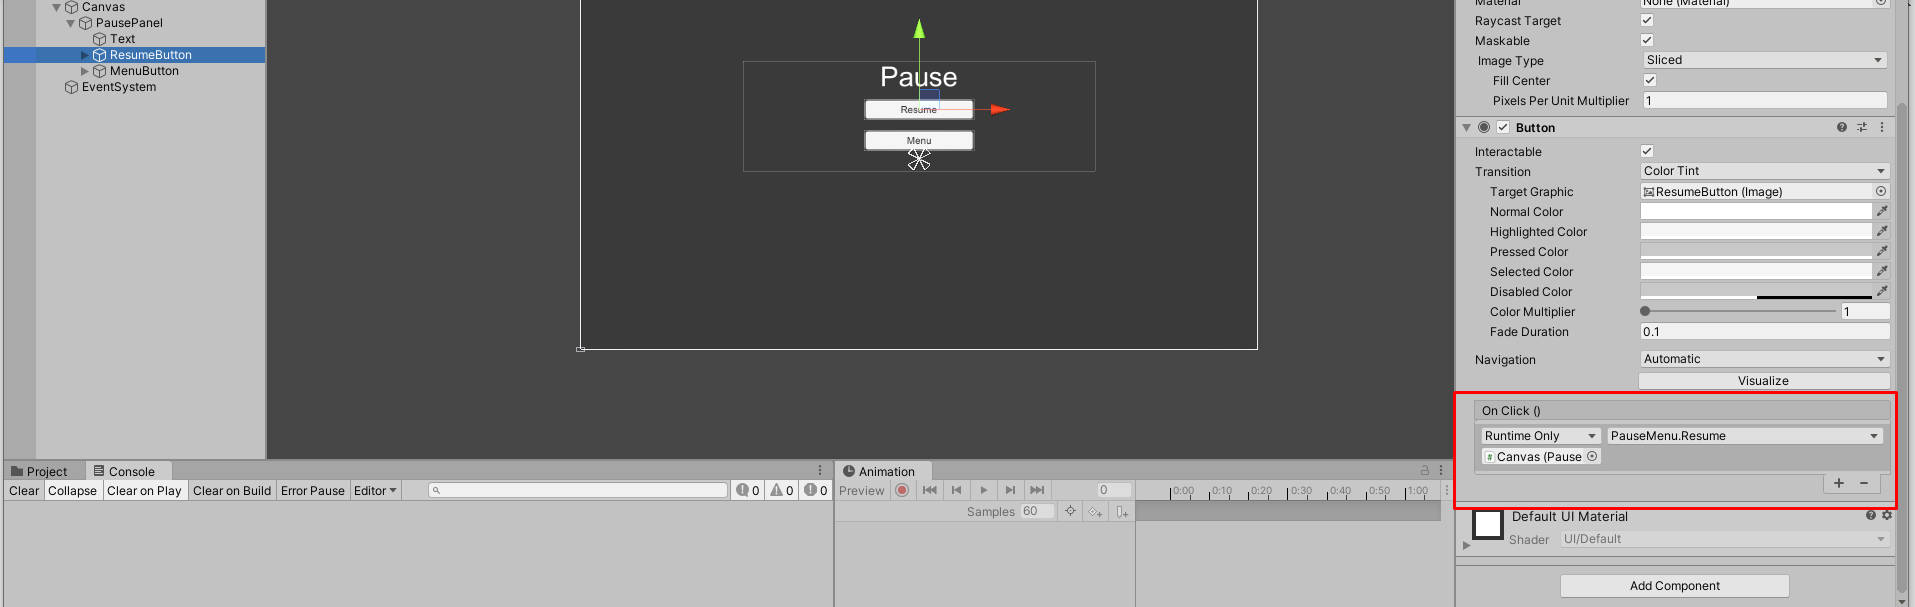 Canvas
PausePanel
Text
ResumeButton
MenuButton
EventSystem
Pause
Resume
Menu
Material
None (Material)
Raycast Target
Maskable
Image Type
Sliced
Fill Center
Pixels Per Unit Multiplier
1
Button
Interactable
Transition
Color Tint
Target Graphic
ResumeButton (Image)
Normal Color
Highlighted Color
Pressed Color
Selected Color
Disabled Color
Color Multiplier
1
Fade Duration
0.1
Navigation
Automatic
Visualize
On Click ()
Runtime Only
PauseMenu.Resume
# Canvas (Pause
+ −
Default UI Material
Shader
UI/Default
Add Component
Project
Console
Clear
Collapse
Clear on Play
Clear on Build
Error Pause
Editor
0
0
0
Animation
Preview
0
0:00 0:10 0:20 0:30 0:40 0:50 1:00
Samples 60